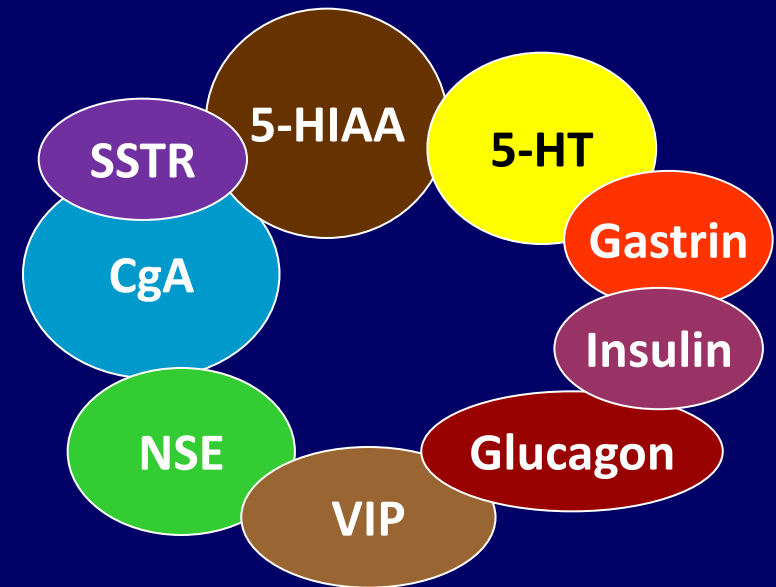 5-HIAA
5-HT
SSTR
Gastrin
CgA
Insulin
NSE
Glucagon
VIP